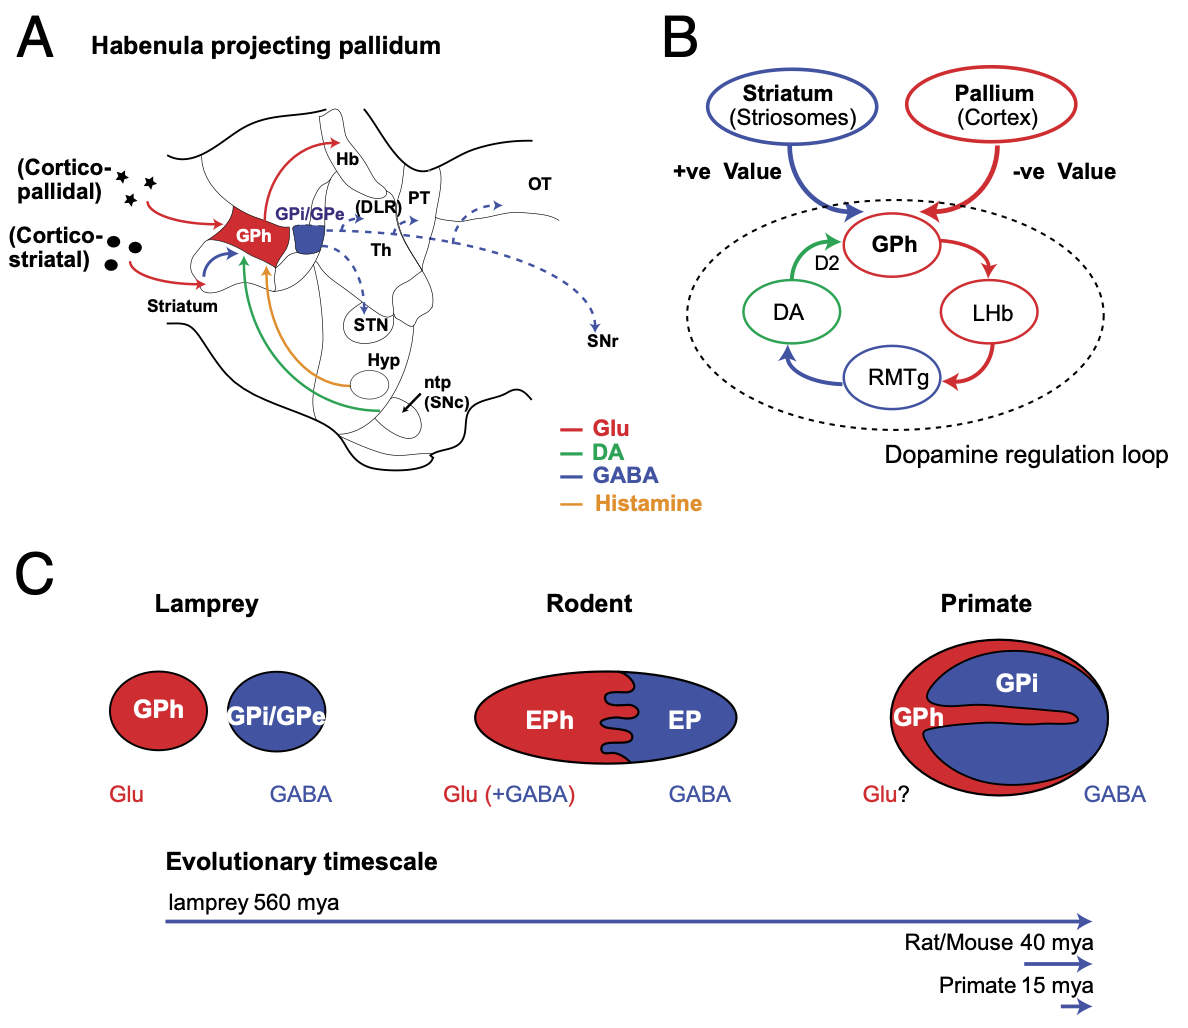 A
Habenula projecting pallidum
(Cortico-
pallidal)
(Cortico-
striatal)
Hb
GPi/GPe
(DLR)
PT
OT
GPh
Th
Striatum
STN
SNr
Hyp
ntp
(SNc)
Glu
DA
GABA
Histamine
B
Striatum
(Striosomes)
Pallium
(Cortex)
+ve Value
-ve Value
GPh
D2
DA
LHb
RMTg
Dopamine regulation loop
C
Lamprey
Rodent
Primate
GPh
GPi/GPe
EPh
EP
GPi
GPh
Glu
GABA
Glu (+GABA)
GABA
Glu?
GABA
Evolutionary timescale
lamprey 560 mya
Rat/Mouse 40 mya
Primate 15 mya